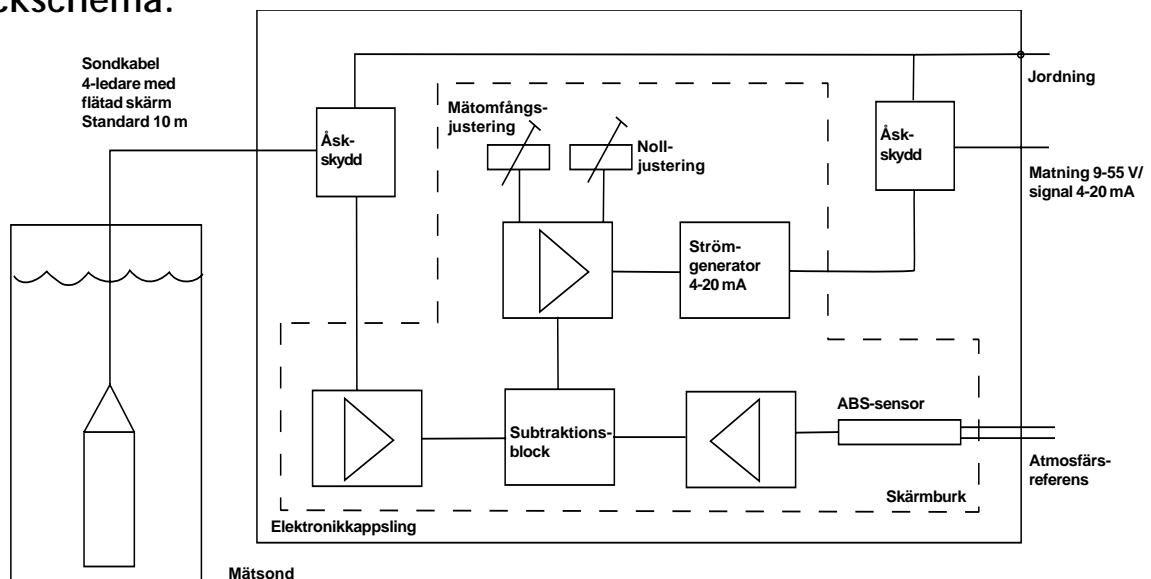 ckschema:
Sondkabel
4-ledare med
flätad skärm
Standard 10 m
Åsk-
skydd
Mätomfångs-
justering
Noll-
justering
Åsk-
skydd
Jordning
Matning 9-55 V/
signal 4-20 mA
Ström-
generator
4-20 mA
Subtraktions-
block
ABS-sensor
Atmosfärs-
referens
Skärmburk
Elektronikkappsling
Mätsond